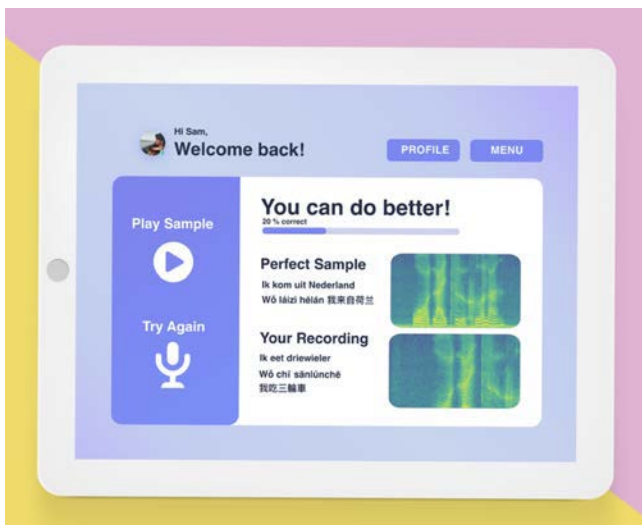 Hi Sam,
Welcome back!
PROFILE
MENU
Play Sample
Try Again
You can do better!
20 % correct
Perfect Sample
Ik kom uit Nederland
Wǒ láizì hélán 我来自荷兰
Your Recording
Ik eet driewieler
Wǒ chī sānlúnchē
我吃三輪車